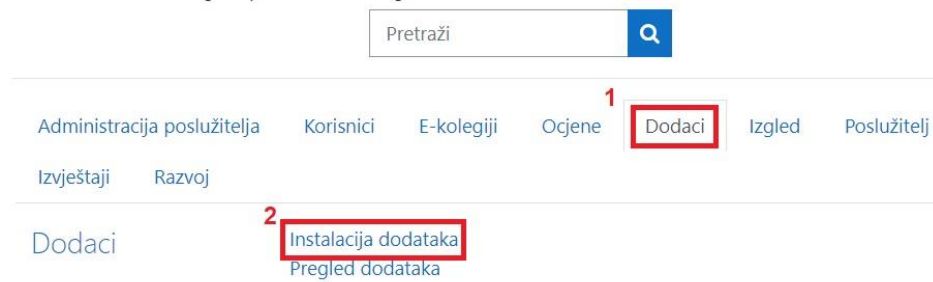 Pretraži
1
Administracija poslužitelja Korisnici E-kolegiji Ocjene Dodaci Izgled Poslužitelj
Izvještaji Razvoj
2
Dodaci Instalacija dodataka
Pregled dodataka